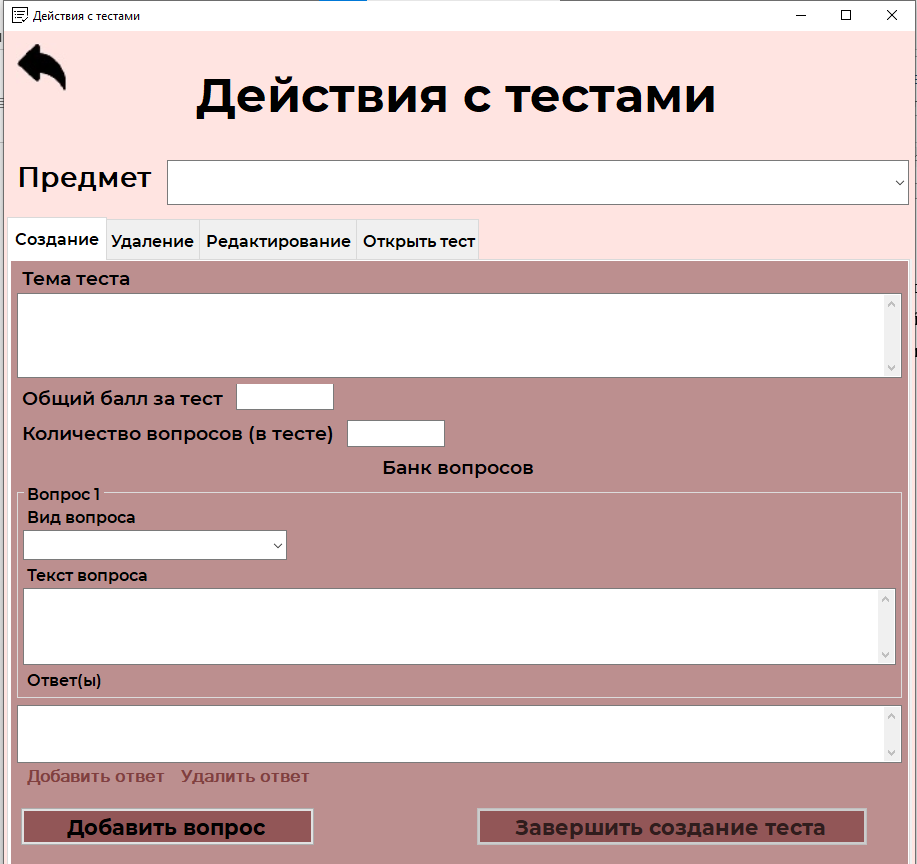 Действия с тестами
Действия с тестами
Предмет
Создание Удаление Редактирование Открыть тест
Тема теста
Общий балл за тест
Количество вопросов (в тесте)
Банк вопросов
Вопрос 1
Вид вопроса
Текст вопроса
Ответ(ы)
Добавить ответ Удалить ответ
Добавить вопрос Завершить создание теста